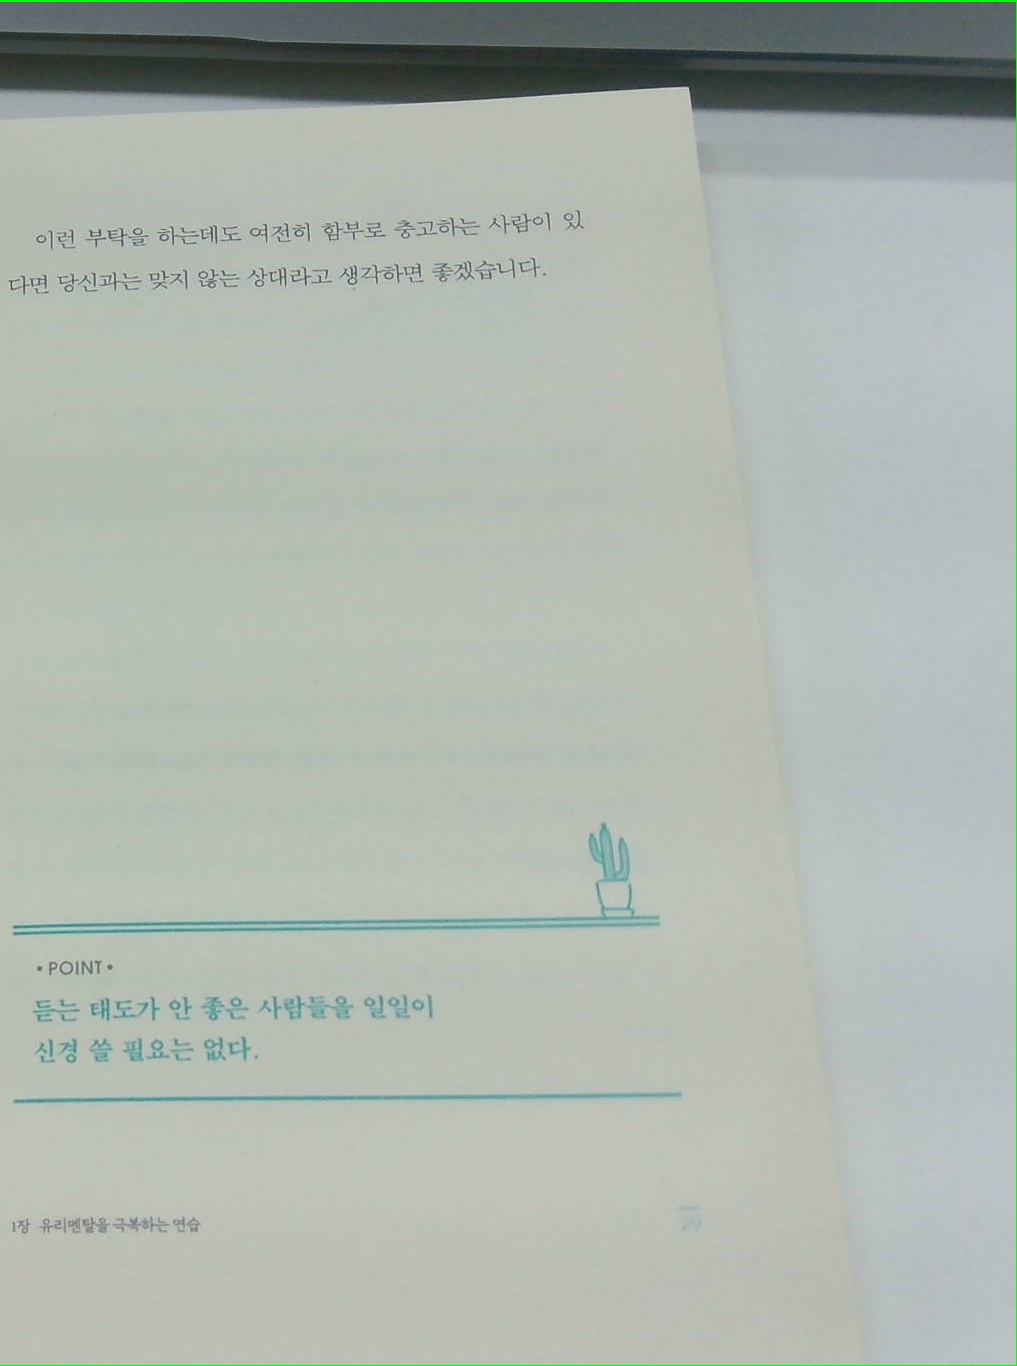 이런 부탁을 하는데도 여전히 함부로 충고하는 사람이 있
다면 당신과는 맞지 않는 상대라고 생각하면 좋겠습니다.
• POINT •
듣는 태도가 안 좋은 사람들을 일일이
신경 쓸 필요는 없다.
1장 유리멘탈을 극복하는 연습
29